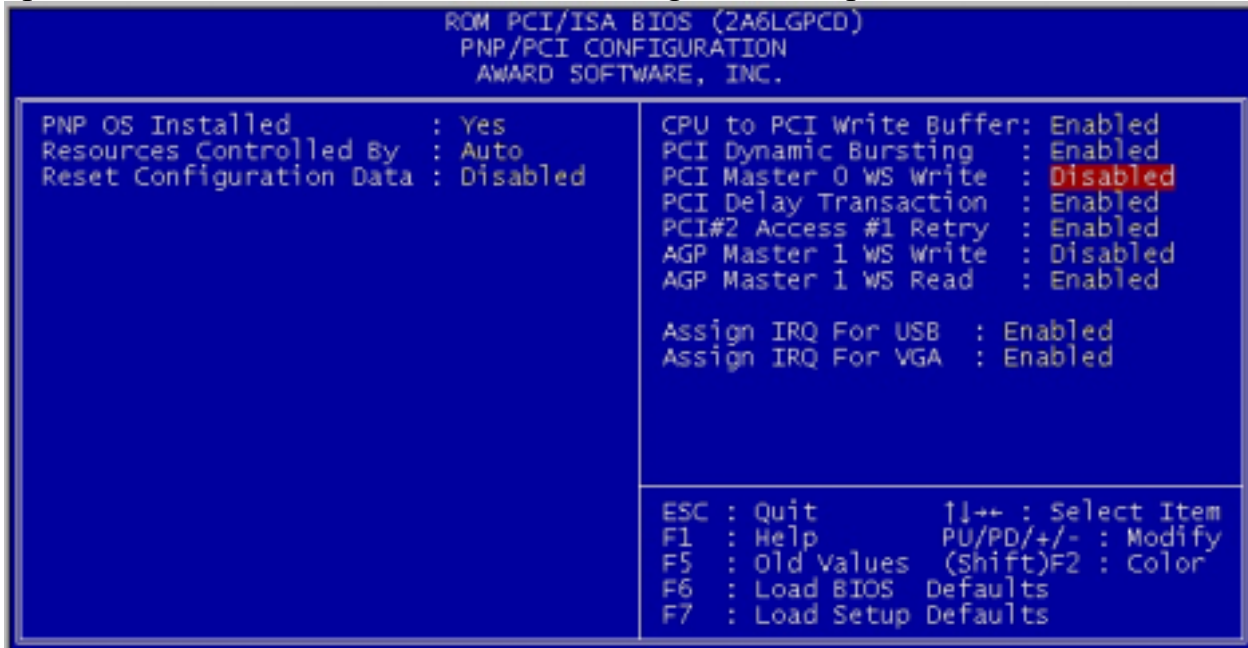 ROM PCI/ISA BIOS (2A6LGPCD)
PNP/PCI CONFIGURATION
AWARD SOFTWARE, INC.
PNP OS Installed : Yes
Resources Controlled By : Auto
Reset Configuration Data : Disabled
CPU to PCI Write Buffer: Enabled
PCI Dynamic Bursting : Enabled
PCI Master 0 WS Write : Disabled
PCI Delay Transaction : Enabled
PCI#2 Access #1 Retry : Enabled
AGP Master 1 WS Write : Disabled
AGP Master 1 WS Read : Enabled
Assign IRQ For USB : Enabled
Assign IRQ For VGA : Enabled
ESC : Quit ↑↓→← : Select Item
F1 : Help PU/PD/+/- : Modify
F5 : Old Values (Shift)F2 : Color
F6 : Load BIOS Defaults
F7 : Load Setup Defaults